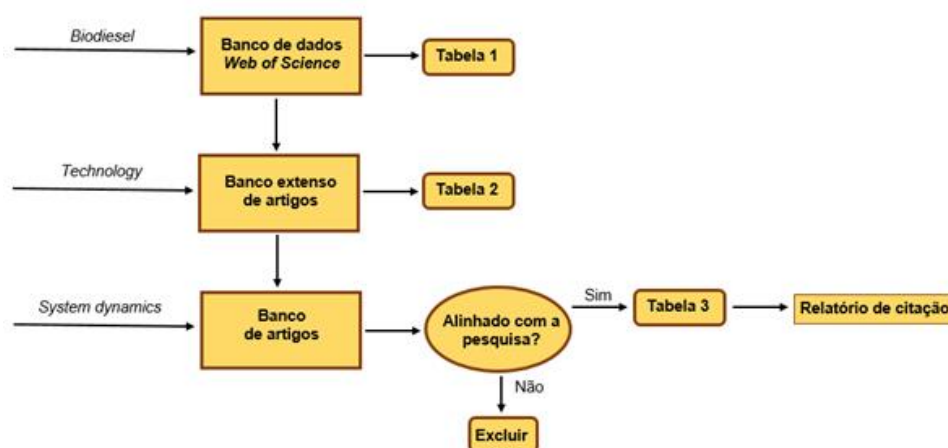 Biodiesel
Banco de dados
Web of Science
Tabela 1
Technology
Banco extenso
de artigos
Tabela 2
System dynamics
Banco
de artigos
Alinhado com a
pesquisa?
Sim
Tabela 3
Relatório de citação
Não
Excluir